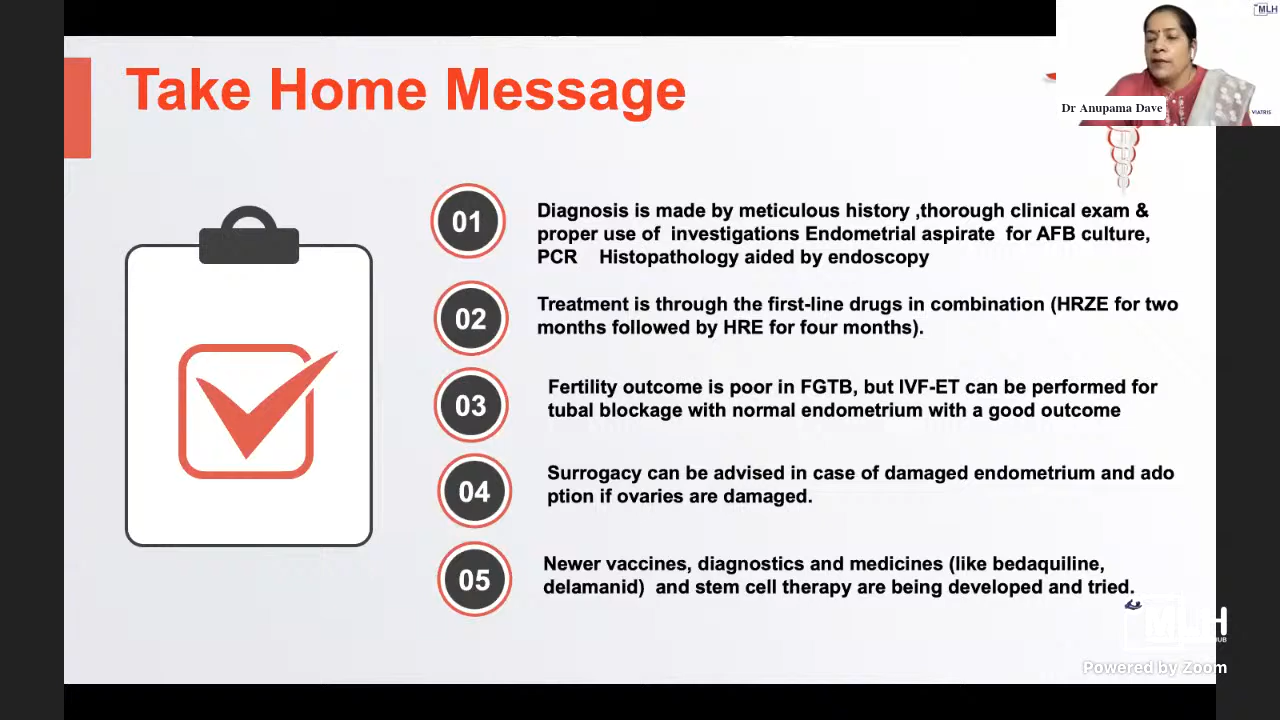 MLH
Take Home Message
Dr Anupama Dave
VIATRIS
01
Diagnosis is made by meticulous history ,thorough clinical exam &
proper use of investigations Endometrial aspirate for AFB culture,
PCR Histopathology aided by endoscopy
02
Treatment is through the first-line drugs in combination (HRZE for two
months followed by HRE for four months).
03
Fertility outcome is poor in FGTB, but IVF-ET can be performed for
tubal blockage with normal endometrium with a good outcome
04
Surrogacy can be advised in case of damaged endometrium and ado
ption if ovaries are damaged.
05
Newer vaccines, diagnostics and medicines (like bedaquiline,
delamanid) and stem cell therapy are being developed and tried.
MLH
HUB
Powered by Zoom